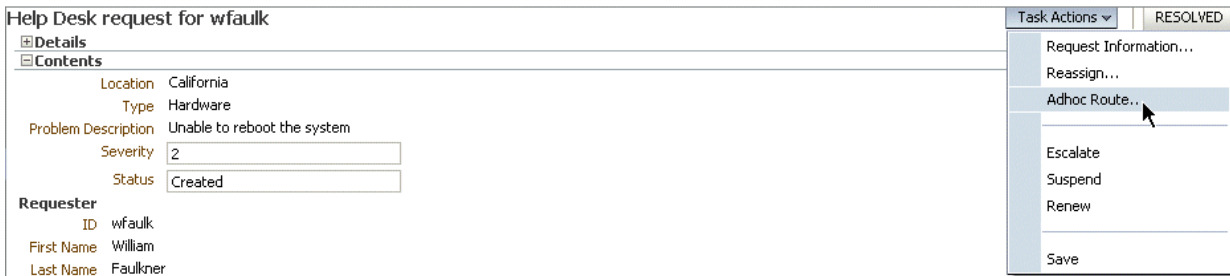 Help Desk request for wfaulk
Task Actions
RESOLVED
Details
Contents
Location California
Type Hardware
Problem Description Unable to reboot the system
Severity 2
Status Created
Requester
ID wfaulk
First Name William
Last Name Faulkner
Request Information...
Reassign...
Adhoc Route..
Escalate
Suspend
Renew
Save